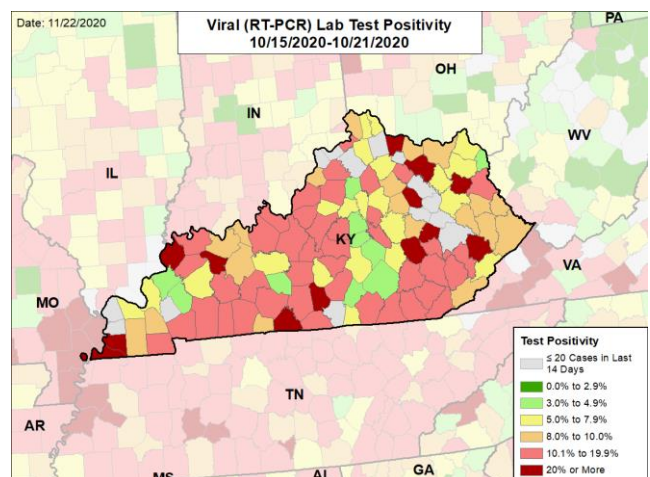 Date: 11/22/2020
Viral (RT-PCR) Lab Test Positivity
10/15/2020-10/21/2020
PA
OH
IN
WV
IL
KY
VA
MO
TN
AR
MS
AL
GA
Test Positivity
≤ 20 Cases in Last
14 Days
0.0% to 2.9%
3.0% to 4.9%
5.0% to 7.9%
8.0% to 10.0%
10.1% to 19.9%
20% or More